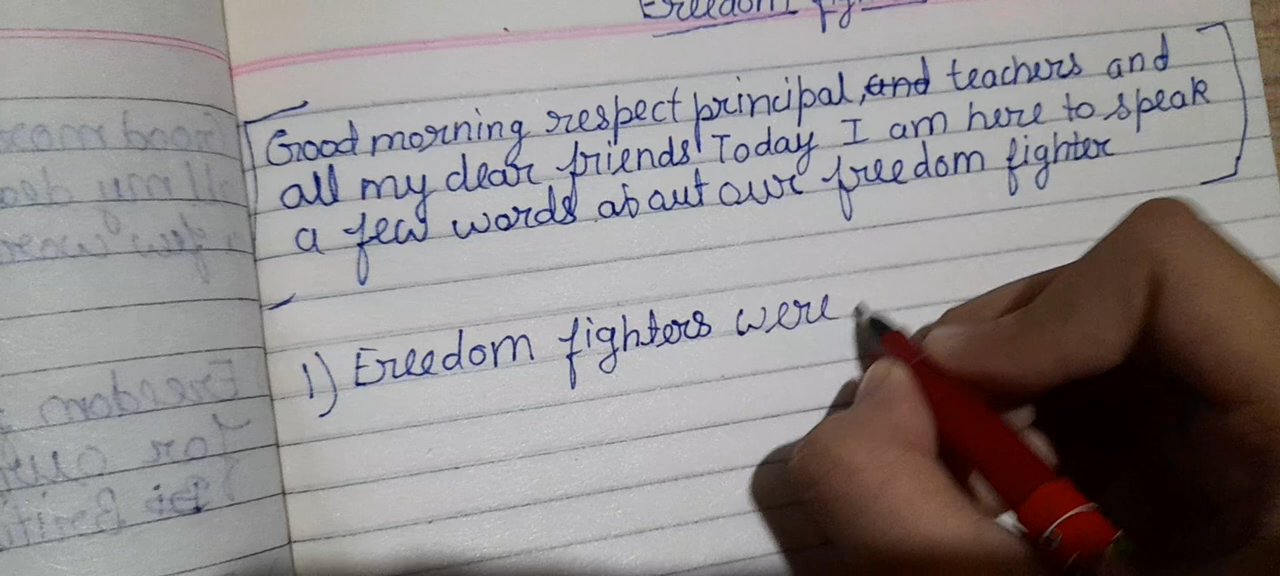 Freedom
Good morning respect principal, and teachers and
all my dear friends! Today I am here to speak
a few words about our freedom fighter
1) Freedom fighters were